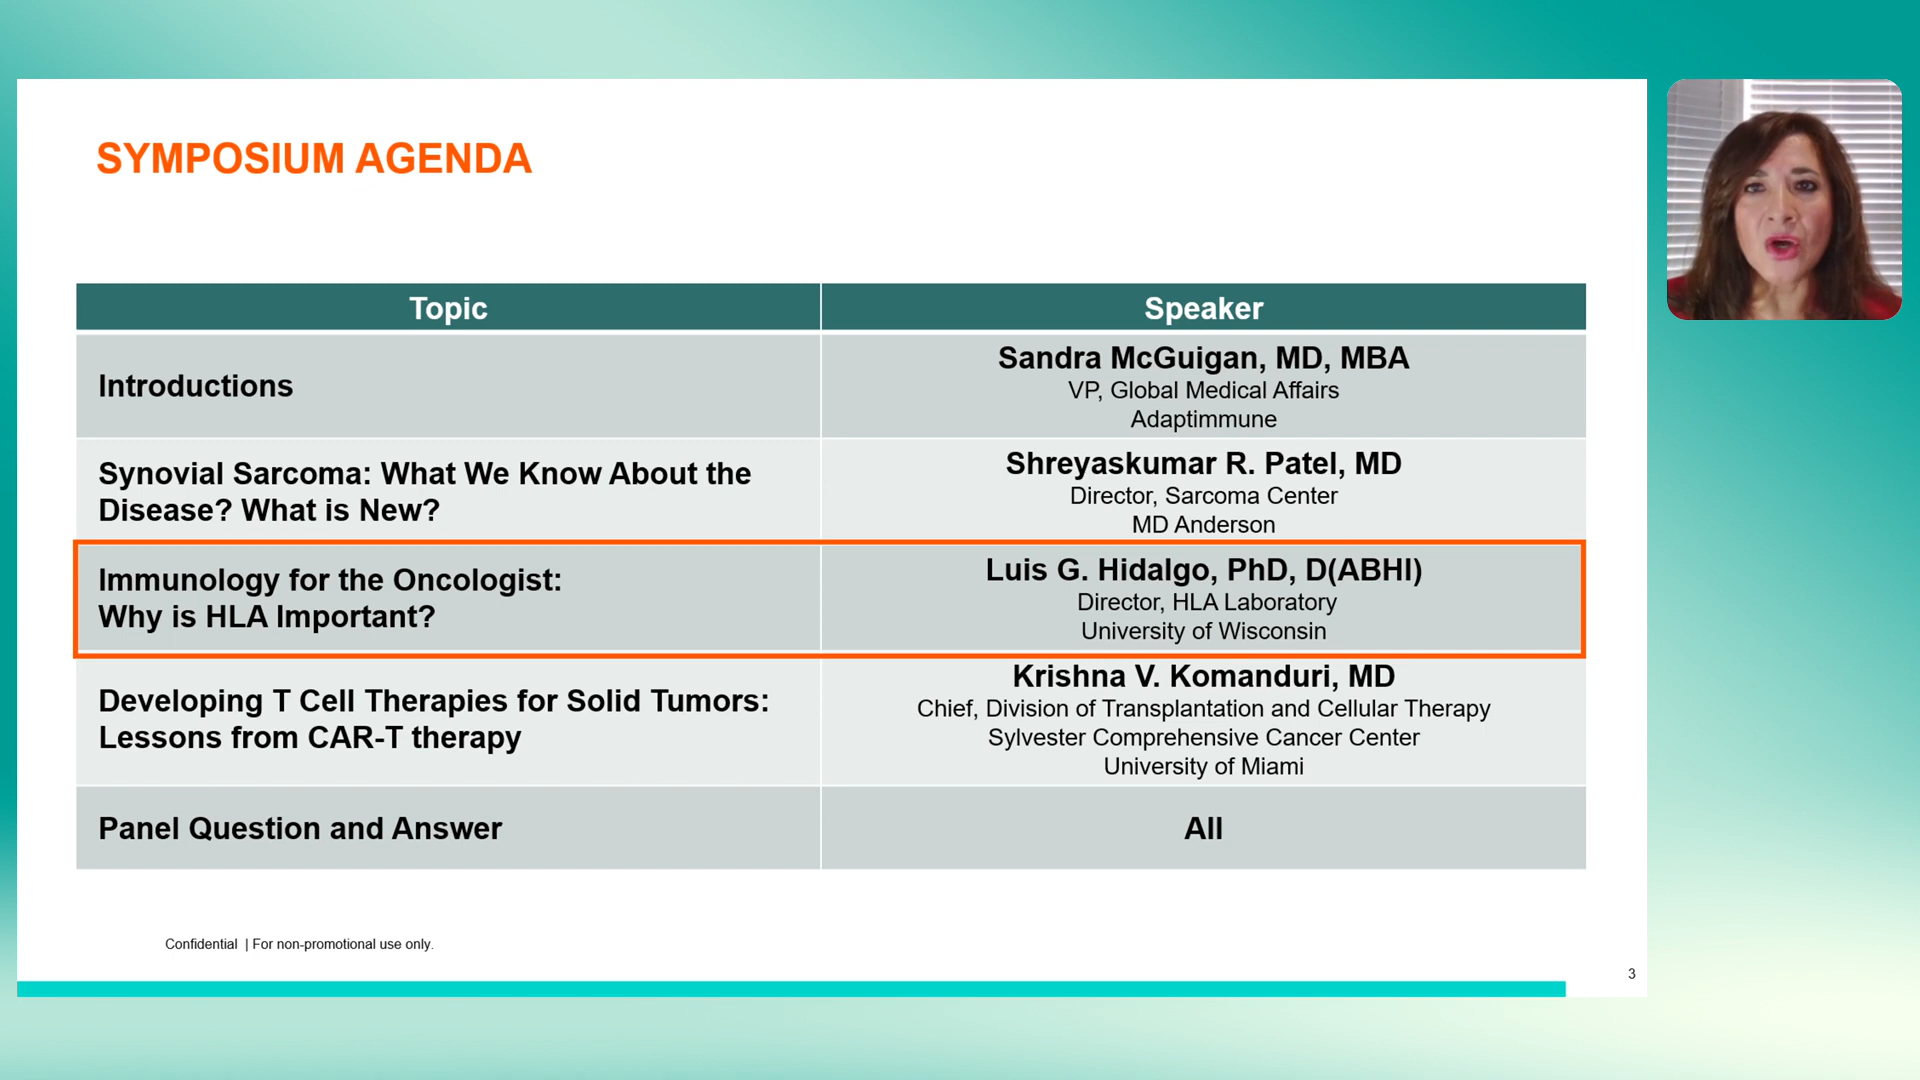 SYMPOSIUM AGENDA
Topic
Speaker
Introductions
Sandra McGuigan, MD, MBA
VP, Global Medical Affairs
Adaptimmune
Synovial Sarcoma: What We Know About the
Disease? What is New?
Shreyaskumar R. Patel, MD
Director, Sarcoma Center
MD Anderson
Immunology for the Oncologist:
Why is HLA Important?
Luis G. Hidalgo, PhD, D(ABHI)
Director, HLA Laboratory
University of Wisconsin
Developing T Cell Therapies for Solid Tumors:
Lessons from CAR-T therapy
Krishna V. Komanduri, MD
Chief, Division of Transplantation and Cellular Therapy
Sylvester Comprehensive Cancer Center
University of Miami
Panel Question and Answer
All
Confidential | For non-promotional use only.
3